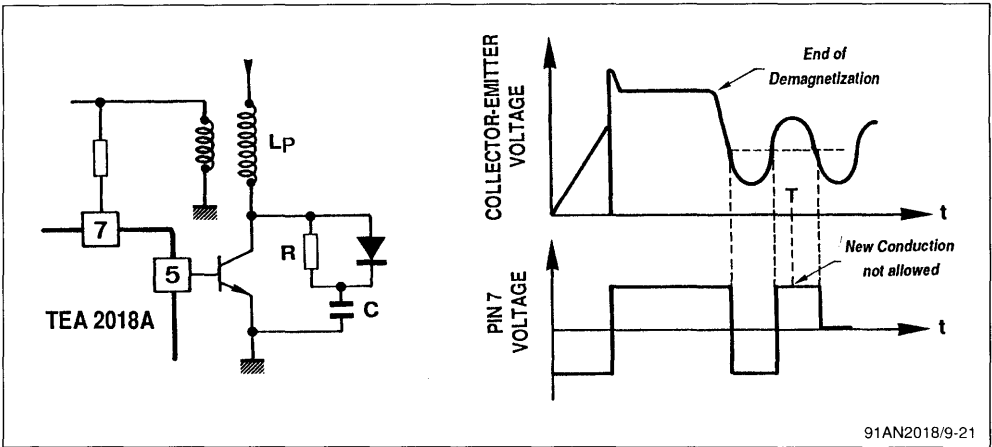 LP
R
C
7
5
TEA 2018A
COLLECTOR-EMITTER
VOLTAGE
End of
Demagnetization
T
t
PIN 7
VOLTAGE
New Conduction
not allowed
t
91AN2018/9-21